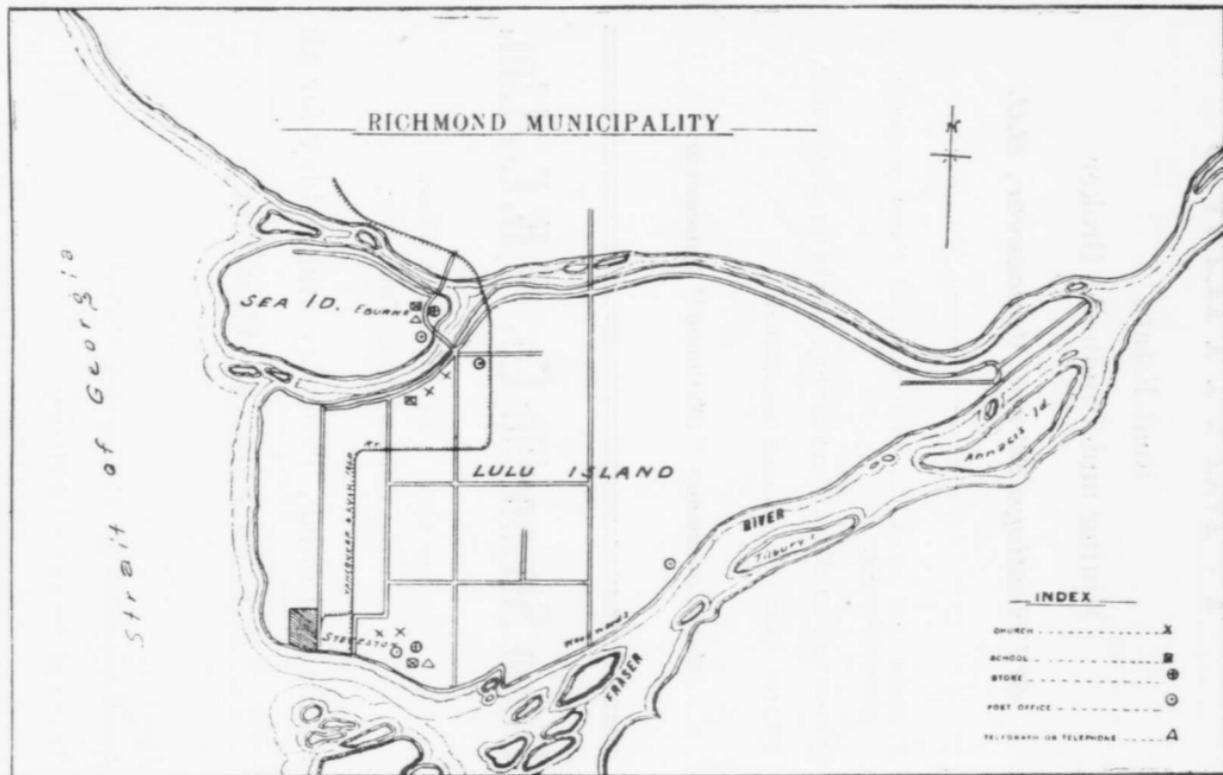 RICHMOND MUNICIPALITY
N
Strait of Georgia
SEA ID.
EBURNE
RY
LULU ISLAND
ANNACIS Id.
RIVER
TILBURY I.
STEVESTON
FRASER
INDEX
CHURCH X
SCHOOL
STORE
POST OFFICE
TELEGRAPH OR TELEPHONE